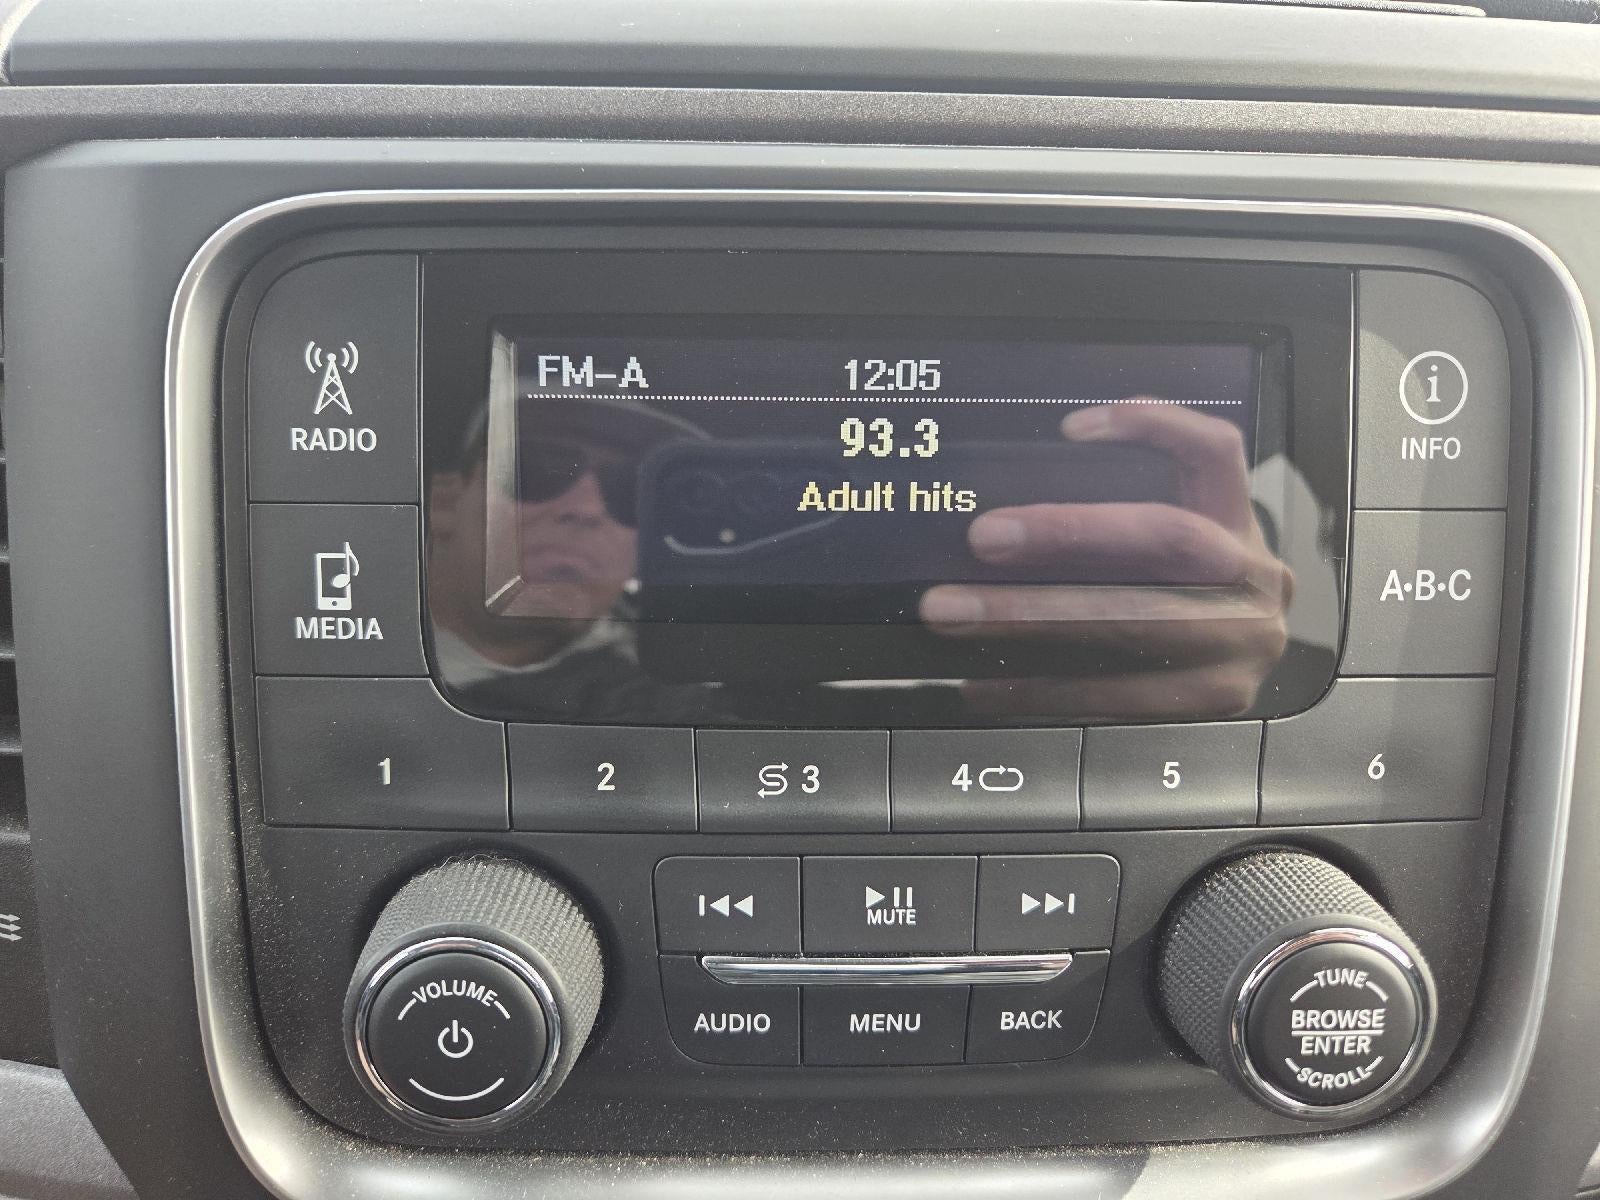 FM-A 12:05
93.3
Adult hits
RADIO
MEDIA
i
INFO
A·B·C
1 2 3 4 5 6
MUTE
AUDIO MENU BACK
VOLUME
TUNE
BROWSE
ENTER
SCROLL